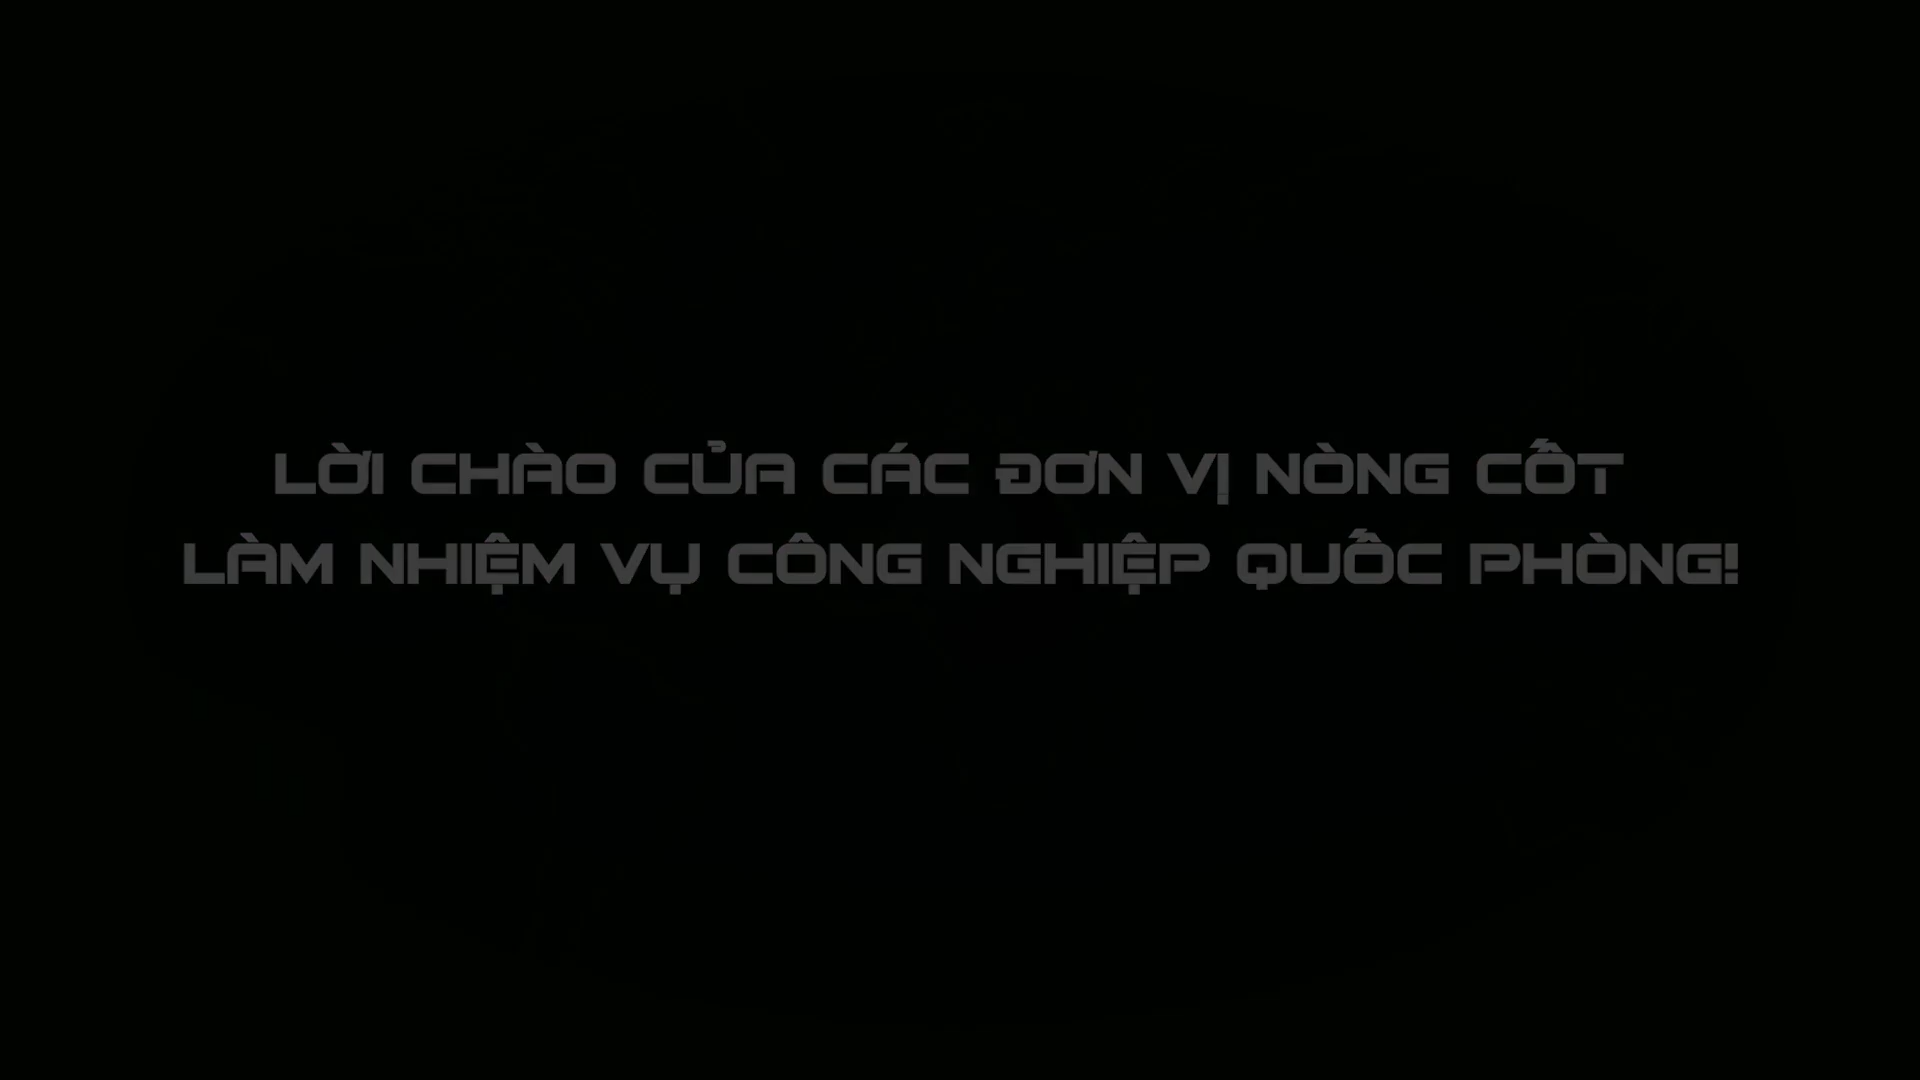 LỜI CHÀO CỦA CÁC ĐƠN VỊ NÒNG CỐT
LÀM NHIỆM VỤ CÔNG NGHIỆP QUỐC PHÒNG!